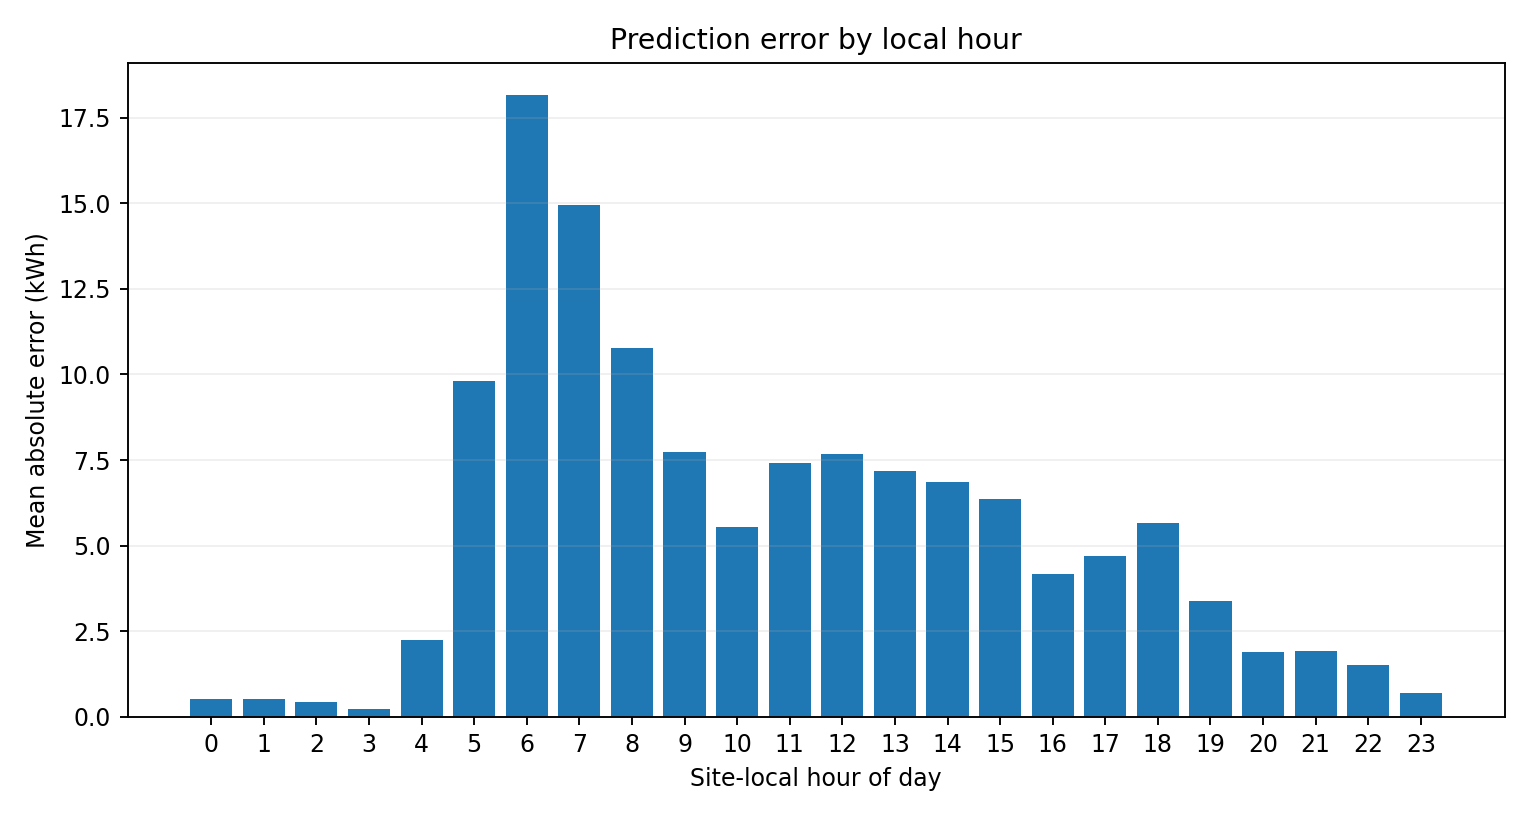 Prediction error by local hour
Mean absolute error (kWh)
17.5
15.0
12.5
10.0
7.5
5.0
2.5
0.0
0 1 2 3 4 5 6 7 8 9 10 11 12 13 14 15 16 17 18 19 20 21 22 23
Site-local hour of day